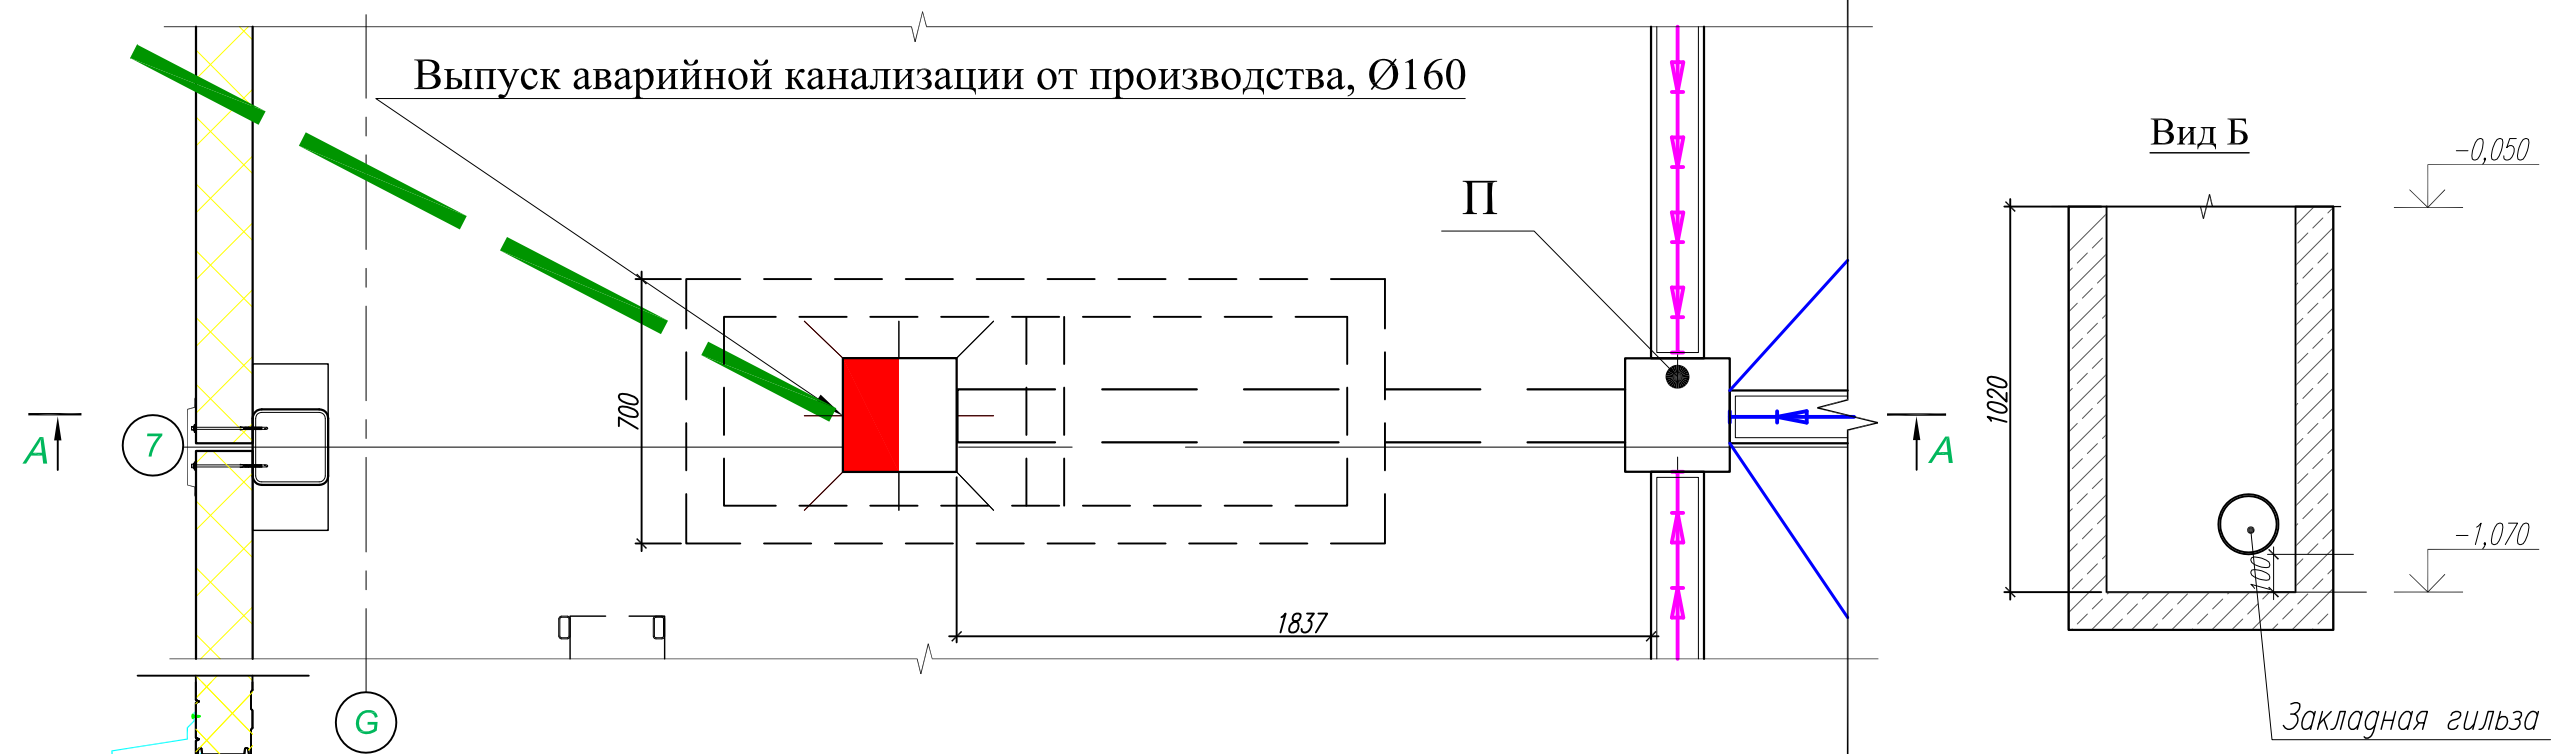 Выпуск аварийной канализации от производства, Ø160
Вид Б
-0,050
П
700
1020
A
7
A
-1,070
100
1837
G
Закладная гильза